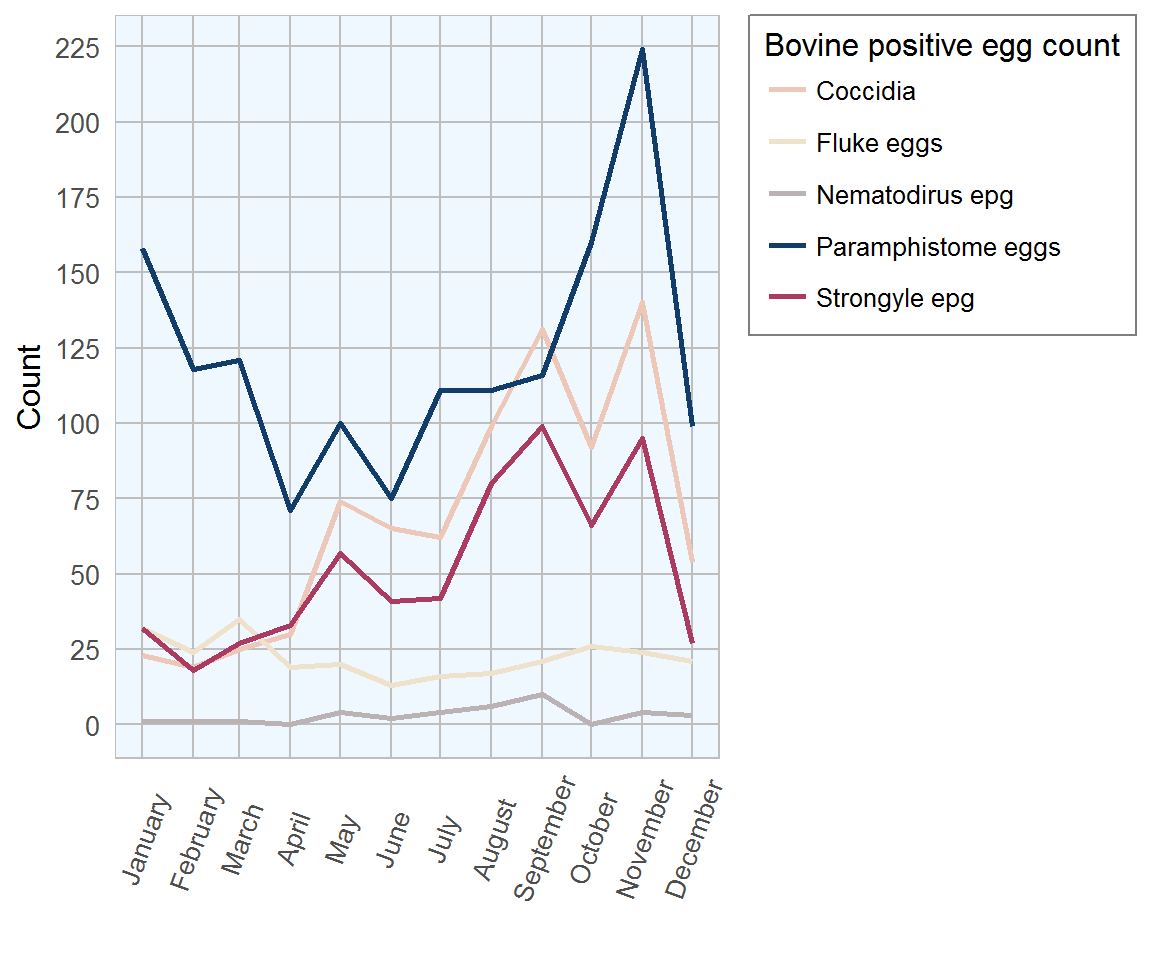 Bovine positive egg count
Coccidia
Fluke eggs
Nematodirus epg
Paramphistome eggs
Strongyle epg
Count
225
200
175
150
125
100
75
50
25
0
January
February
March
April
May
June
July
August
September
October
November
December